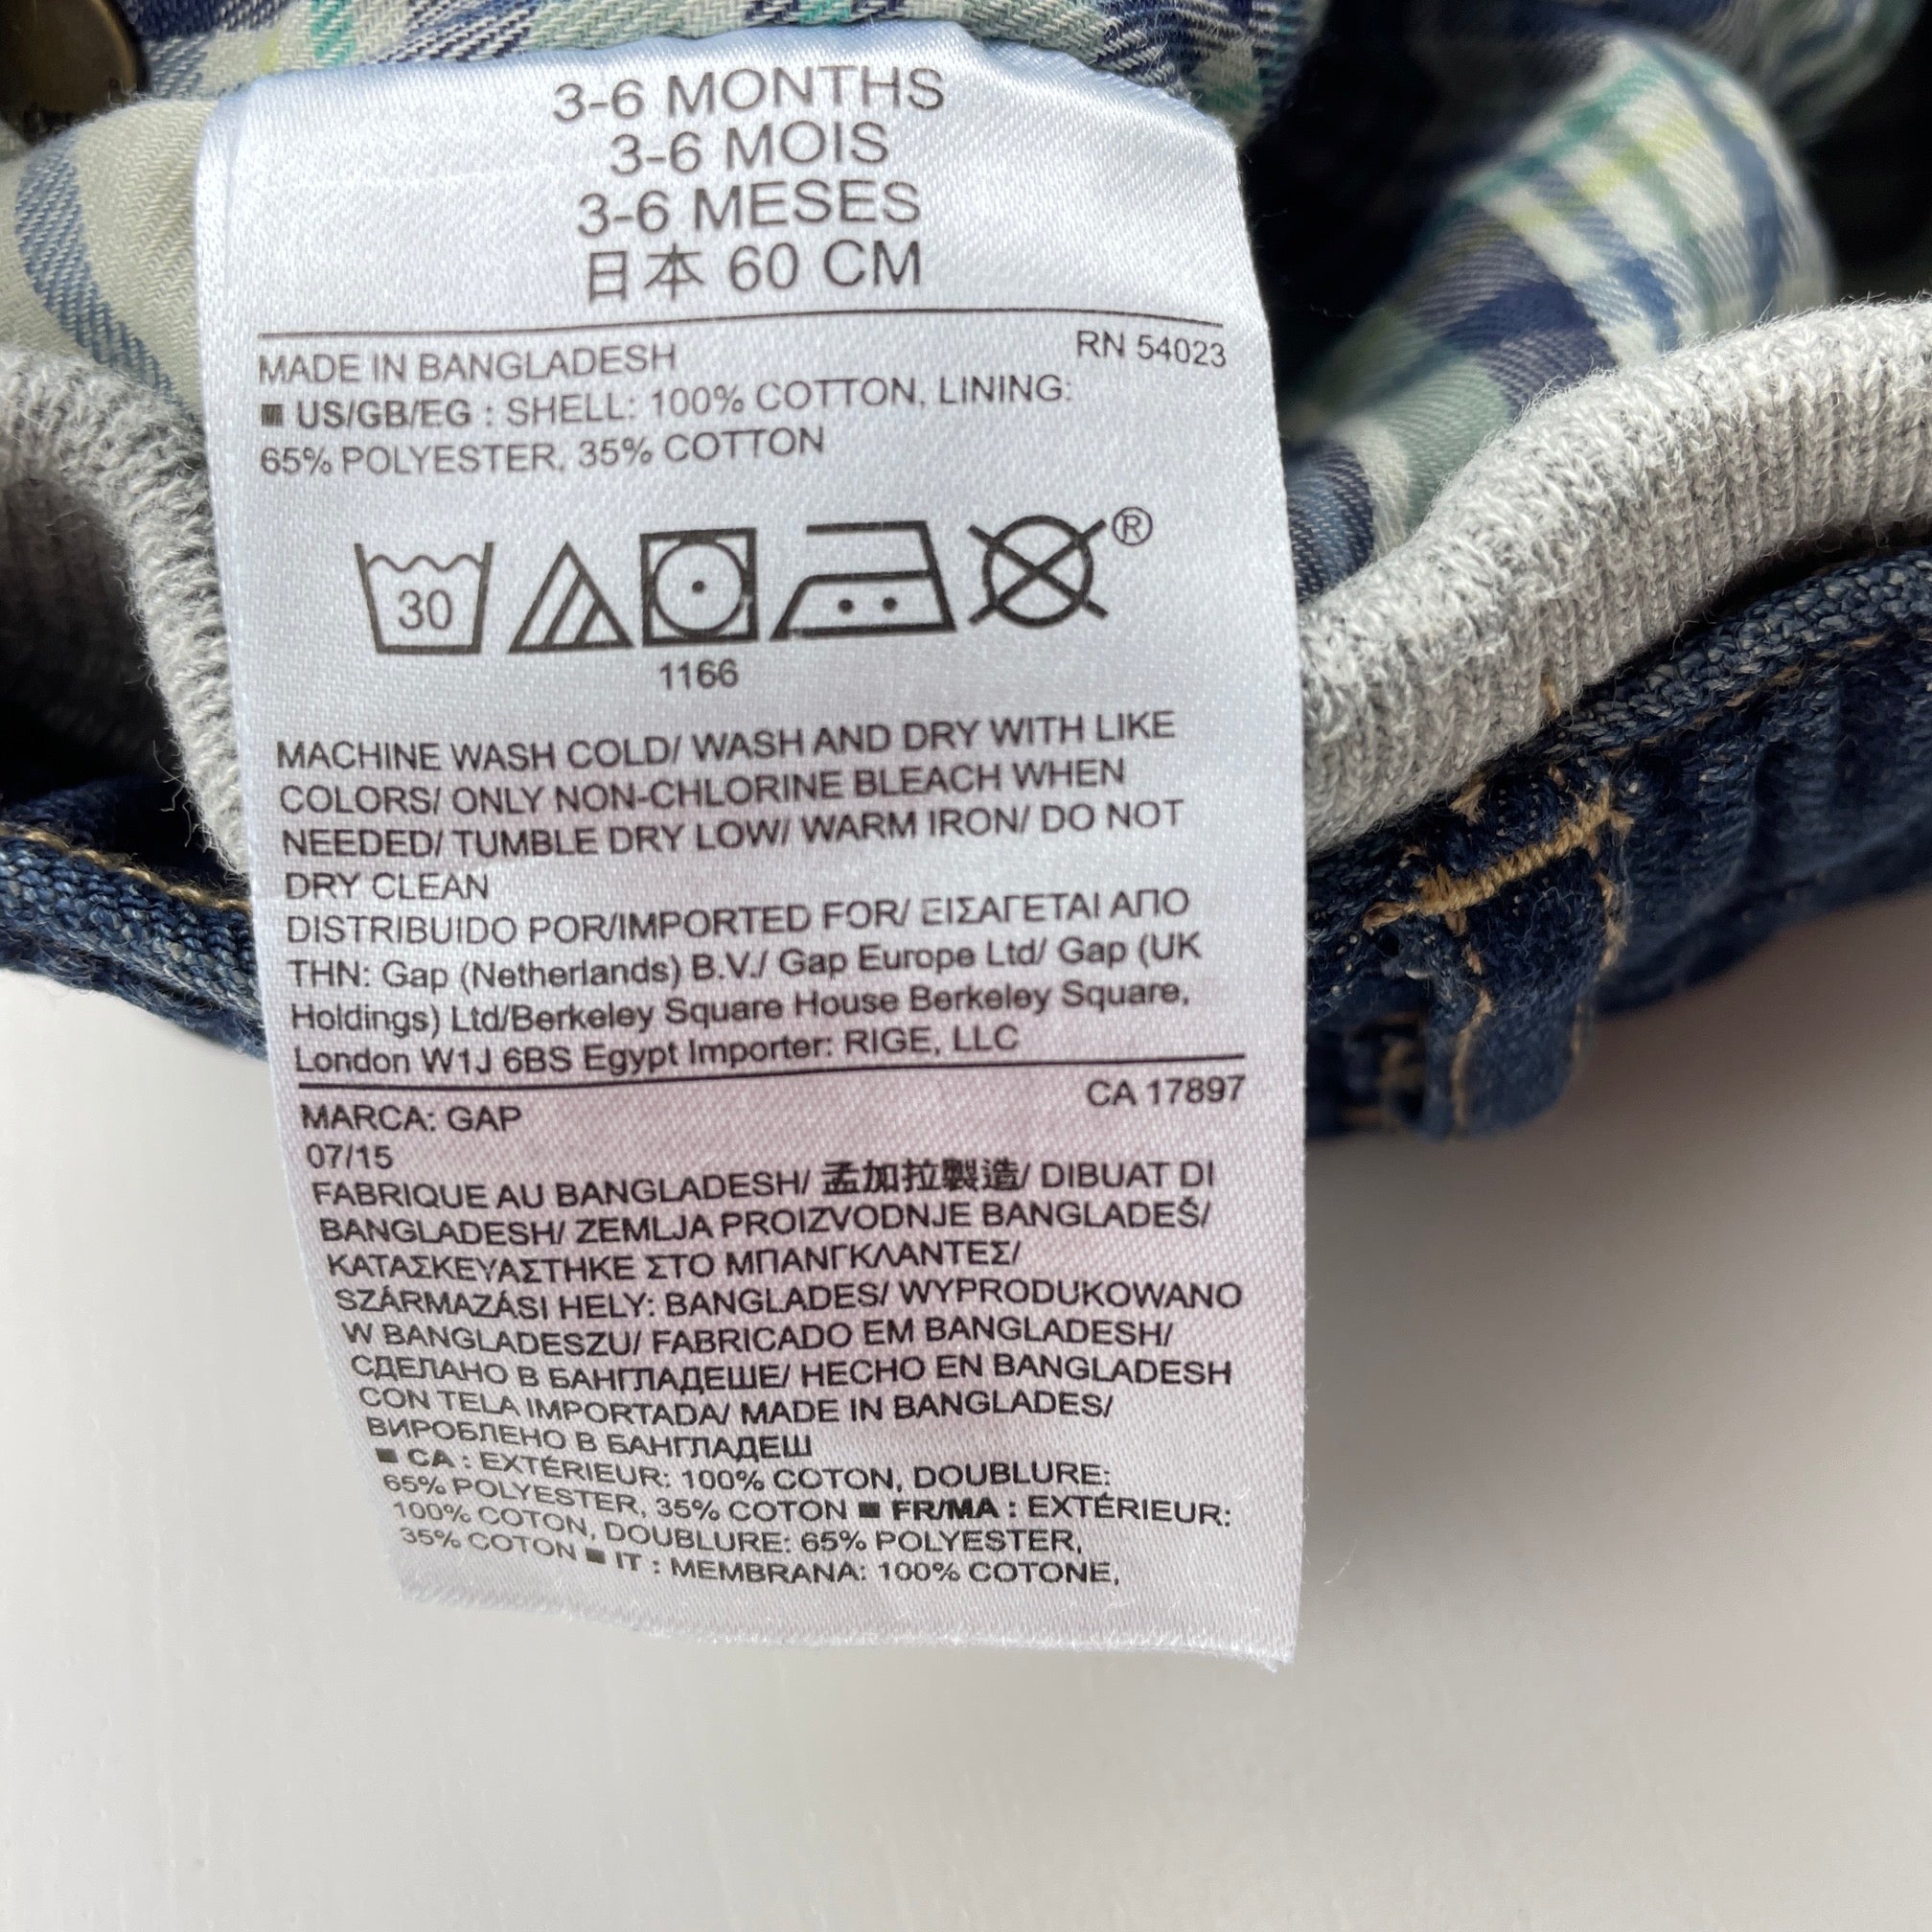 3-6 MONTHS
3-6 MOIS
3-6 MESES
日本 60 CM
MADE IN BANGLADESH RN 54023
■ US/GB/EG : SHELL: 100% COTTON, LINING:
65% POLYESTER, 35% COTTON
30 ®
1166
MACHINE WASH COLD/ WASH AND DRY WITH LIKE
COLORS/ ONLY NON-CHLORINE BLEACH WHEN
NEEDED/ TUMBLE DRY LOW/ WARM IRON/ DO NOT
DRY CLEAN
DISTRIBUIDO POR/IMPORTED FOR/ ΕΙΣΑΓΕΤΑΙ ΑΠΟ
THN: Gap (Netherlands) B.V./ Gap Europe Ltd/ Gap (UK
Holdings) Ltd/Berkeley Square House Berkeley Square,
London W1J 6BS Egypt Importer: RIGE, LLC
MARCA: GAP CA 17897
07/15
FABRIQUE AU BANGLADESH/ 孟加拉製造/ DIBUAT DI
BANGLADESH/ ZEMLJA PROIZVODNJE BANGLADEŠ/
ΚΑΤΑΣΚΕΥΑΣΤΗΚΕ ΣΤΟ ΜΠΑΝΓΚΛΑΝΤΕΣ/
SZÁRMAZÁSI HELY: BANGLADES/ WYPRODUKOWANO
W BANGLADESZU/ FABRICADO EM BANGLADESH/
СДЕЛАНО В БАНГЛАДЕШЕ/ HECHO EN BANGLADESH
CON TELA IMPORTADA/ MADE IN BANGLADES/
ВИРОБЛЕНО В БАНГЛАДЕШ
■ CA : EXTÉRIEUR: 100% COTON, DOUBLURE:
65% POLYESTER, 35% COTON ■ FR/MA : EXTÉRIEUR:
100% COTON, DOUBLURE: 65% POLYESTER,
35% COTON ■ IT : MEMBRANA: 100% COTONE,